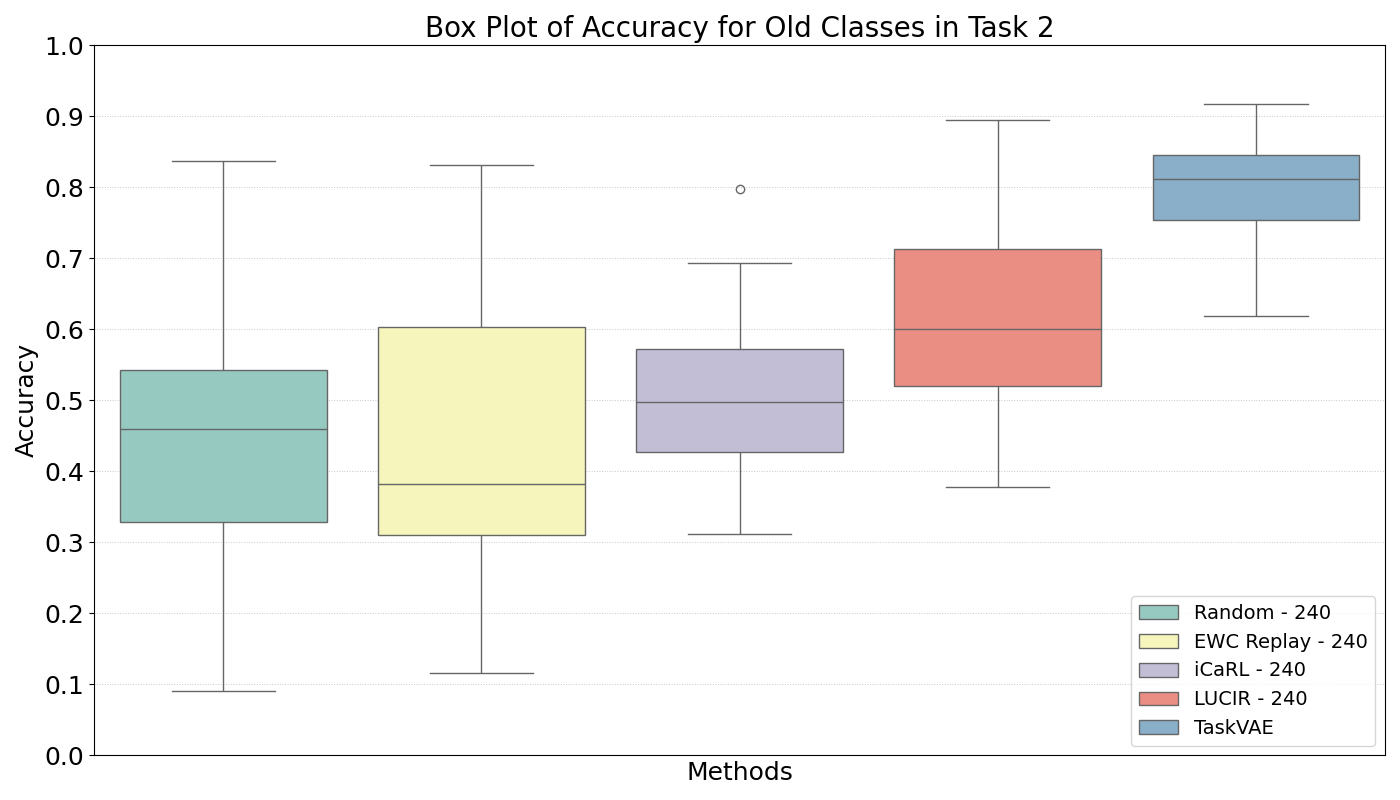 Box Plot of Accuracy for Old Classes in Task 2
1.0
0.9
0.8
0.7
0.6
0.5
0.4
0.3
0.2
0.1
0.0
Accuracy
Methods
Random - 240
EWC Replay - 240
iCaRL - 240
LUCIR - 240
TaskVAE